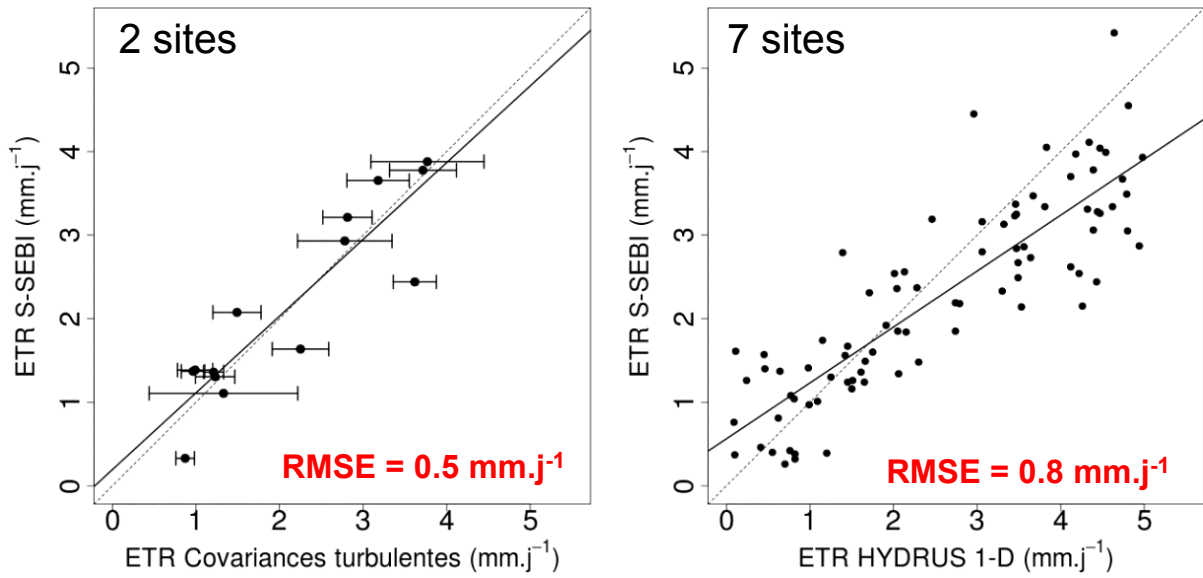 2 sites
ETR S-SEBI (mm.j⁻¹)
5
4
3
2
1
0
RMSE = 0.5 mm.j⁻¹
0 1 2 3 4 5
ETR Covariances turbulentes (mm.j⁻¹)
7 sites
ETR S-SEBI (mm.j⁻¹)
5
4
3
2
1
0
RMSE = 0.8 mm.j⁻¹
0 1 2 3 4 5
ETR HYDRUS 1-D (mm.j⁻¹)